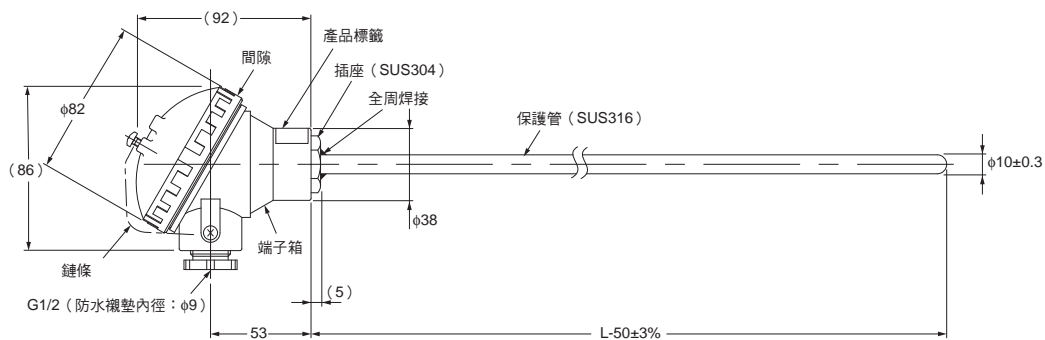 （92）
產品標籤
間隙
插座（SUS304）
全周焊接
ϕ82
保護管（SUS316）
（86）
ϕ10±0.3
ϕ38
端子箱
鏈條
（5）
G1/2（防水襯墊內徑：ϕ9）
53
L-50±3%